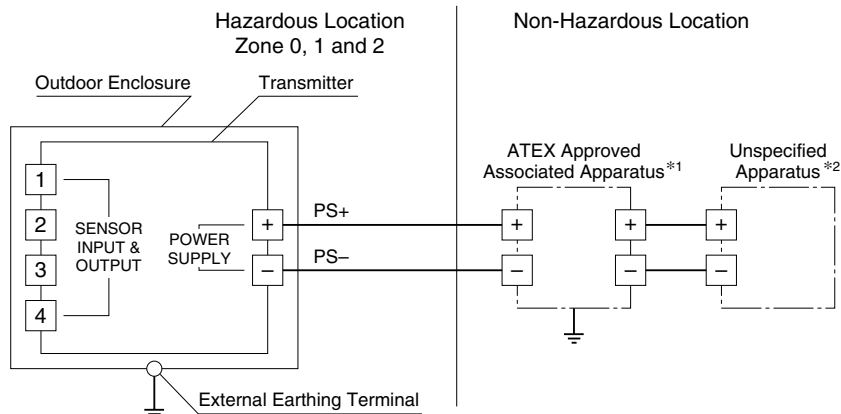 Hazardous Location
Zone 0, 1 and 2
Non-Hazardous Location
Outdoor Enclosure
Transmitter
ATEX Approved
Associated Apparatus*1
Unspecified
Apparatus*2
1
2
3
4
SENSOR
INPUT &
OUTPUT
POWER
SUPPLY
+
–
PS+
PS–
+
–
+
–
+
–
External Earthing Terminal